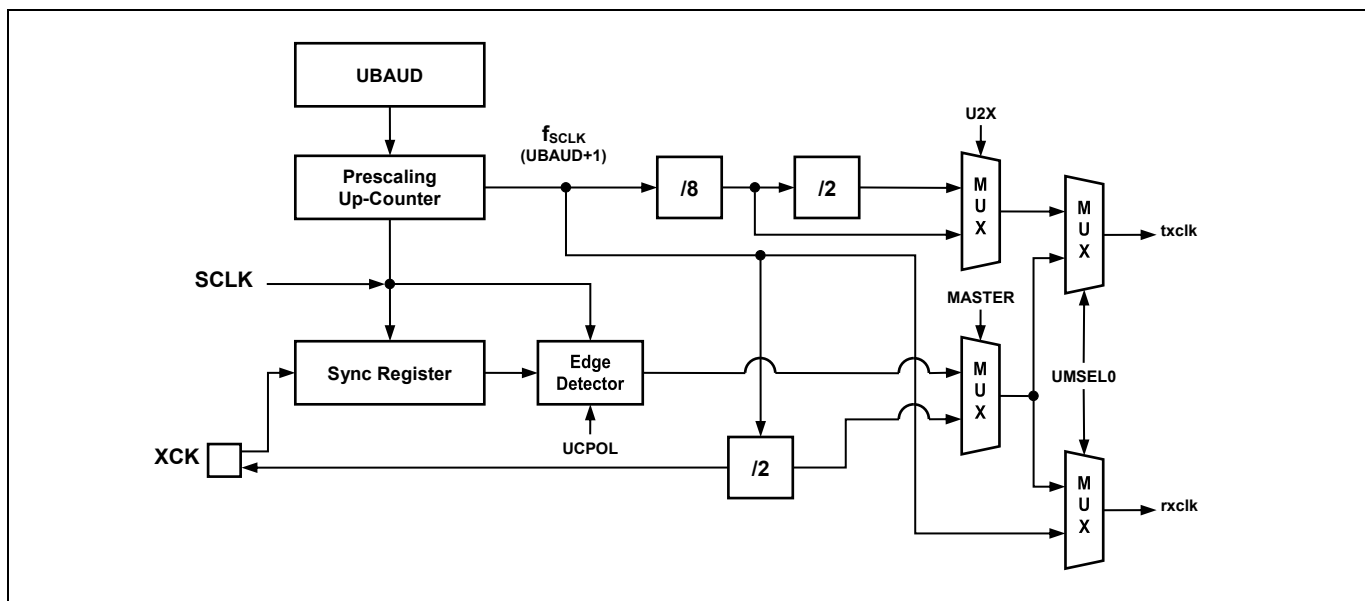 UBAUD
Prescaling
Up-Counter
fSCLK
(UBAUD+1)
/8
/2
U2X
M
U
X
M
U
X
txclk
SCLK
MASTER
Sync Register
Edge
Detector
M
U
X
UMSEL0
UCPOL
XCK
/2
M
U
X
rxclk